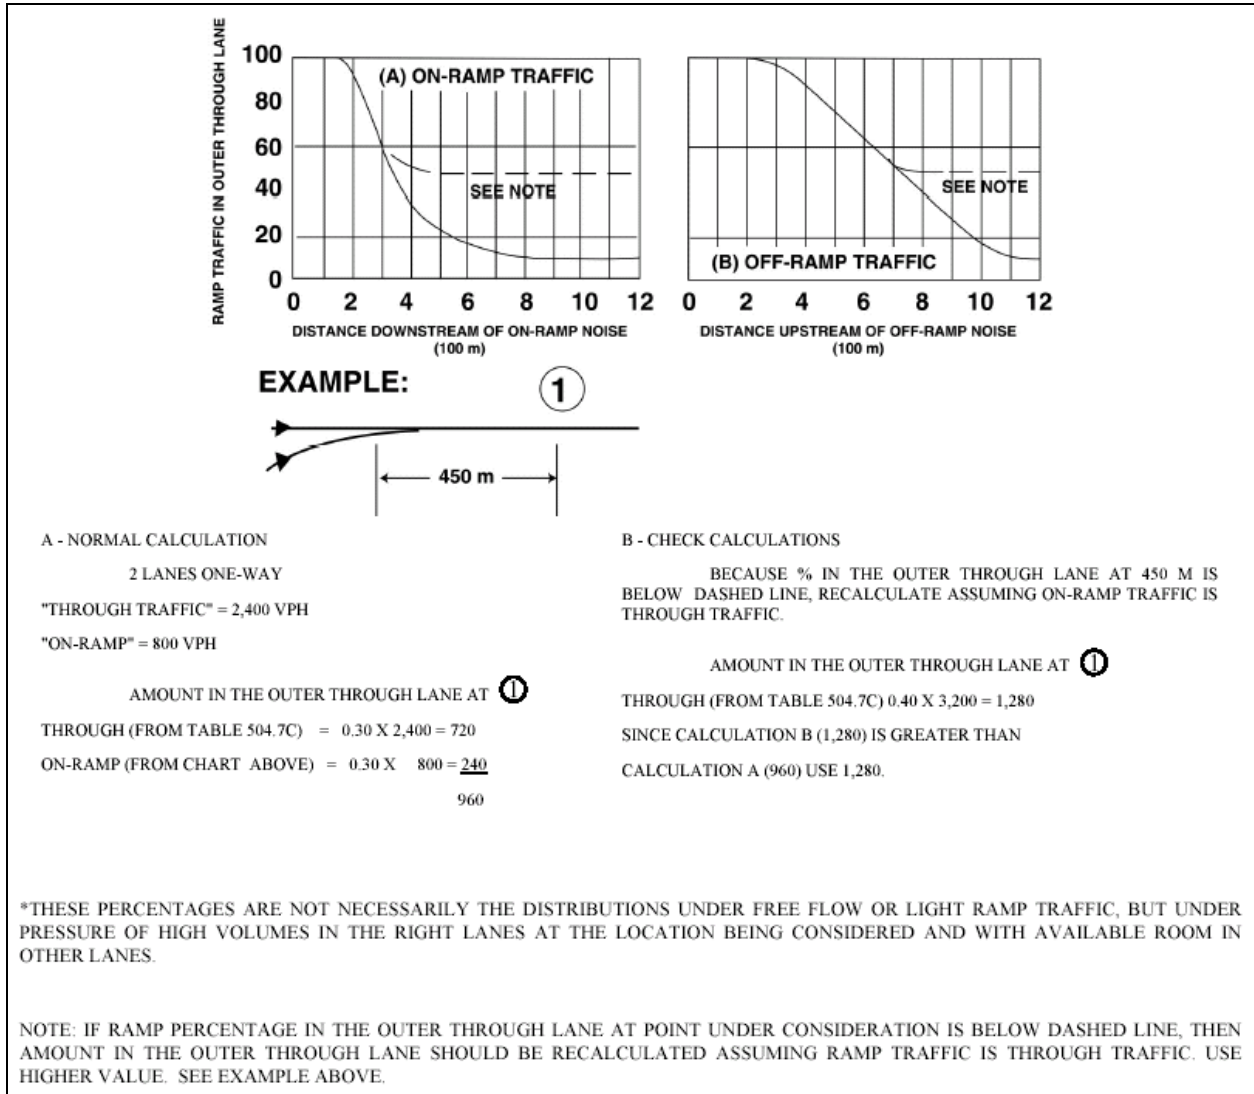 RAMP TRAFFIC IN OUTER THROUGH LANE
100
80
60
40
20
0
(A) ON-RAMP TRAFFIC
SEE NOTE
0 2 4 6 8 10 12
DISTANCE DOWNSTREAM OF ON-RAMP NOISE
(100 m)
SEE NOTE
(B) OFF-RAMP TRAFFIC
0 2 4 6 8 10 12
DISTANCE UPSTREAM OF OFF-RAMP NOISE
(100 m)
EXAMPLE:
1
450 m
A - NORMAL CALCULATION
2 LANES ONE-WAY
"THROUGH TRAFFIC" = 2,400 VPH
"ON-RAMP" = 800 VPH
AMOUNT IN THE OUTER THROUGH LANE AT 1
THROUGH (FROM TABLE 504.7C) = 0.30 X 2,400 = 720
ON-RAMP (FROM CHART ABOVE) = 0.30 X 800 = 240
960
B - CHECK CALCULATIONS
BECAUSE % IN THE OUTER THROUGH LANE AT 450 M IS
BELOW DASHED LINE, RECALCULATE ASSUMING ON-RAMP TRAFFIC IS
THROUGH TRAFFIC.
AMOUNT IN THE OUTER THROUGH LANE AT 1
THROUGH (FROM TABLE 504.7C) 0.40 X 3,200 = 1,280
SINCE CALCULATION B (1,280) IS GREATER THAN
CALCULATION A (960) USE 1,280.
*THESE PERCENTAGES ARE NOT NECESSARILY THE DISTRIBUTIONS UNDER FREE FLOW OR LIGHT RAMP TRAFFIC, BUT UNDER
PRESSURE OF HIGH VOLUMES IN THE RIGHT LANES AT THE LOCATION BEING CONSIDERED AND WITH AVAILABLE ROOM IN
OTHER LANES.
NOTE: IF RAMP PERCENTAGE IN THE OUTER THROUGH LANE AT POINT UNDER CONSIDERATION IS BELOW DASHED LINE, THEN
AMOUNT IN THE OUTER THROUGH LANE SHOULD BE RECALCULATED ASSUMING RAMP TRAFFIC IS THROUGH TRAFFIC. USE
HIGHER VALUE. SEE EXAMPLE ABOVE.